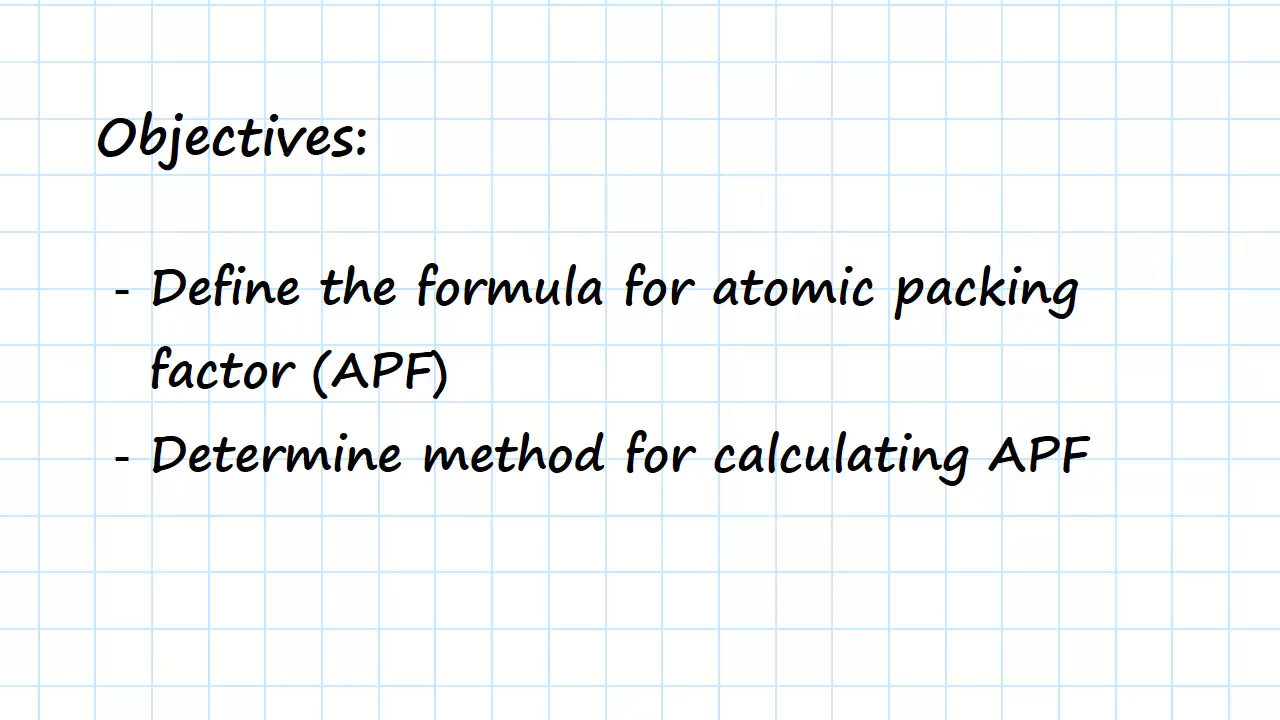 Objectives:
- Define the formula for atomic packing
factor (APF)
- Determine method for calculating APF